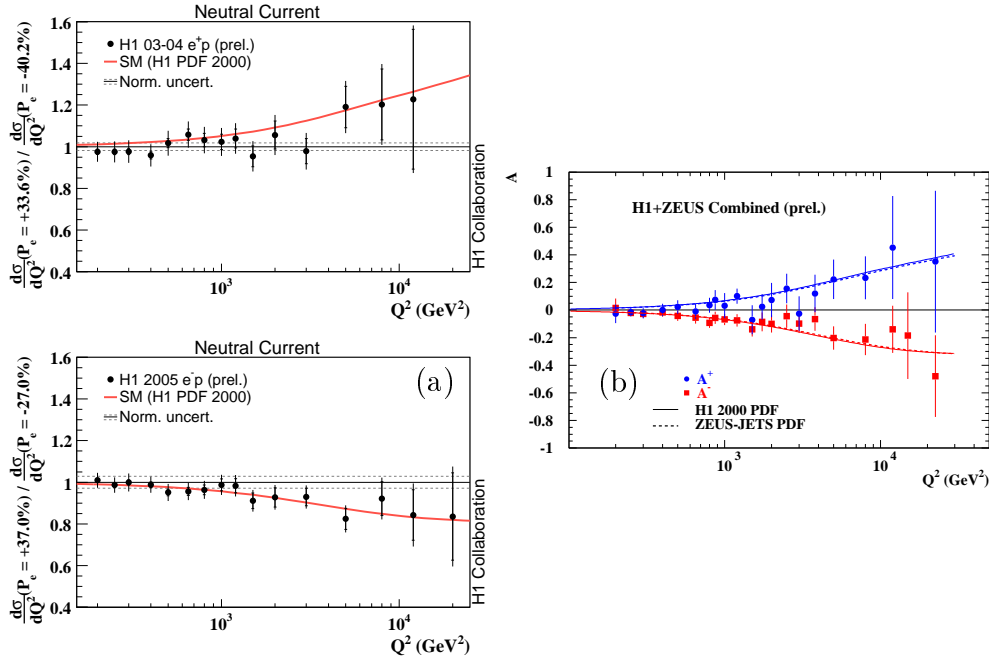 Neutral Current
1.6
1.4
1.2
1
0.8
0.6
0.4
H1 03-04 e⁺p (prel.)
SM (H1 PDF 2000)
Norm. uncert.
dσ/dQ²(Pₑ = +33.6%) / dσ/dQ²(Pₑ = -40.2%)
H1 Collaboration
10³
10⁴
Q² (GeV²)
Neutral Current
1.6
1.4
1.2
1
0.8
0.6
0.4
H1 2005 e⁻p (prel.)
SM (H1 PDF 2000)
Norm. uncert.
(a)
dσ/dQ²(Pₑ = +37.0%) / dσ/dQ²(Pₑ = -27.0%)
H1 Collaboration
10³
10⁴
Q² (GeV²)
A
1
0.8
0.6
0.4
0.2
0
-0.2
-0.4
-0.6
-0.8
-1
H1+ZEUS Combined (prel.)
(b)
A⁺
A⁻
H1 2000 PDF
ZEUS-JETS PDF
10³
10⁴
Q² (GeV²)